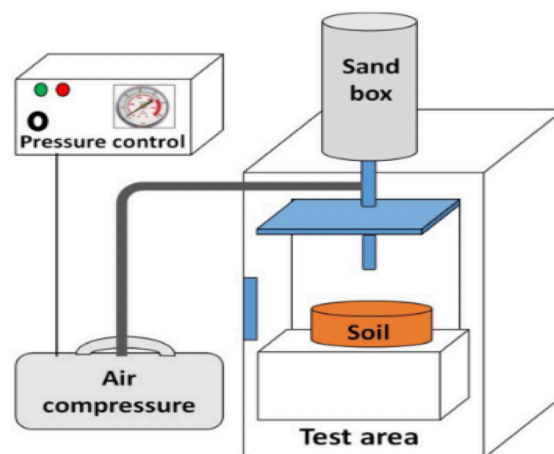 Sand
box
Pressure control
Soil
Air
compressure
Test area